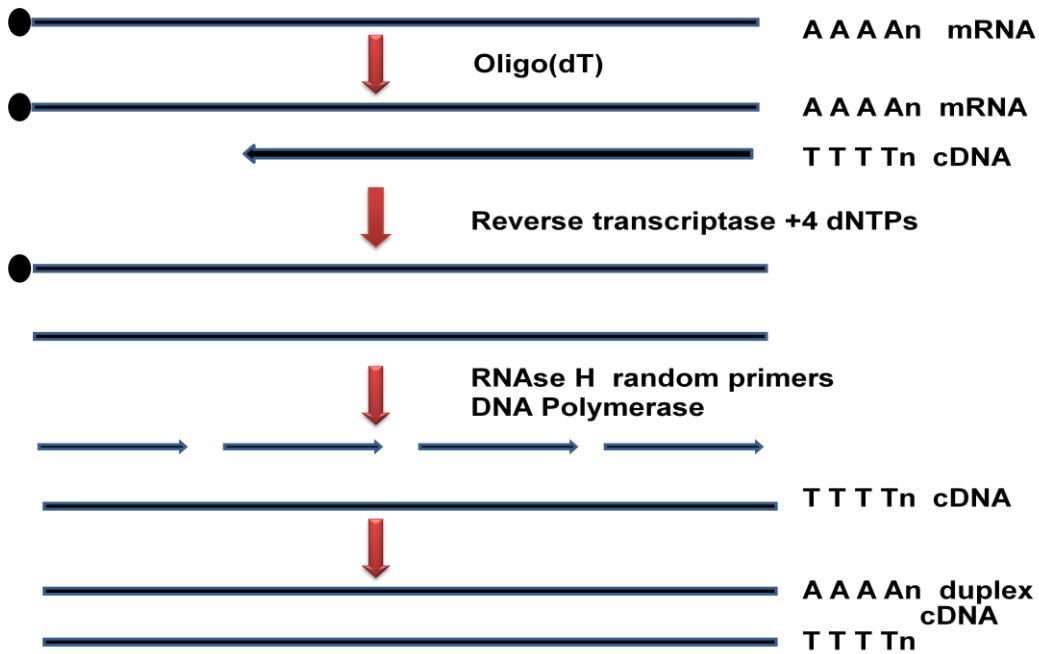 A A A An mRNA
Oligo(dT)
A A A An mRNA
T T T Tn cDNA
Reverse transcriptase +4 dNTPs
RNAse H random primers
DNA Polymerase
T T T Tn cDNA
A A A An duplex
cDNA
T T T Tn